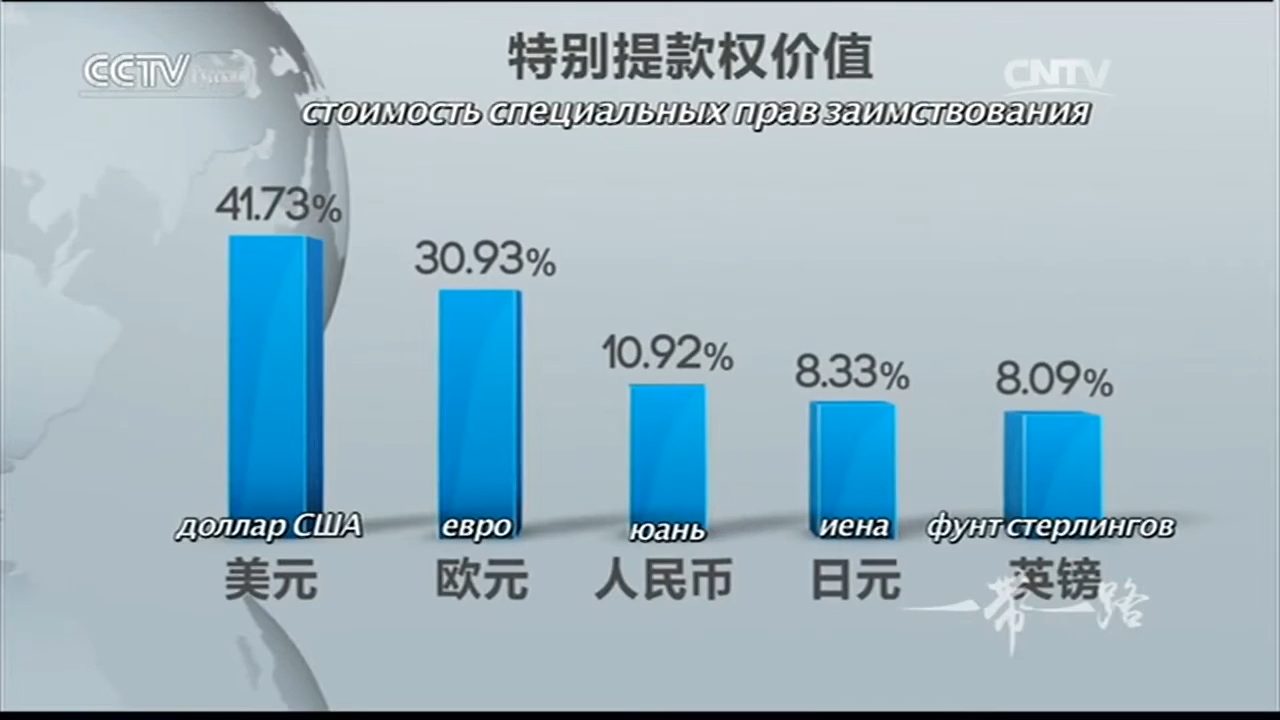 CCTV
特别提款权价值
CNTV
стоимость специальных прав заимствования
41.73%
30.93%
10.92%
8.33%
8.09%
доллар США
евро
юань
иена
фунт стерлингов
美元
欧元
人民币
日元
英镑
一带一路